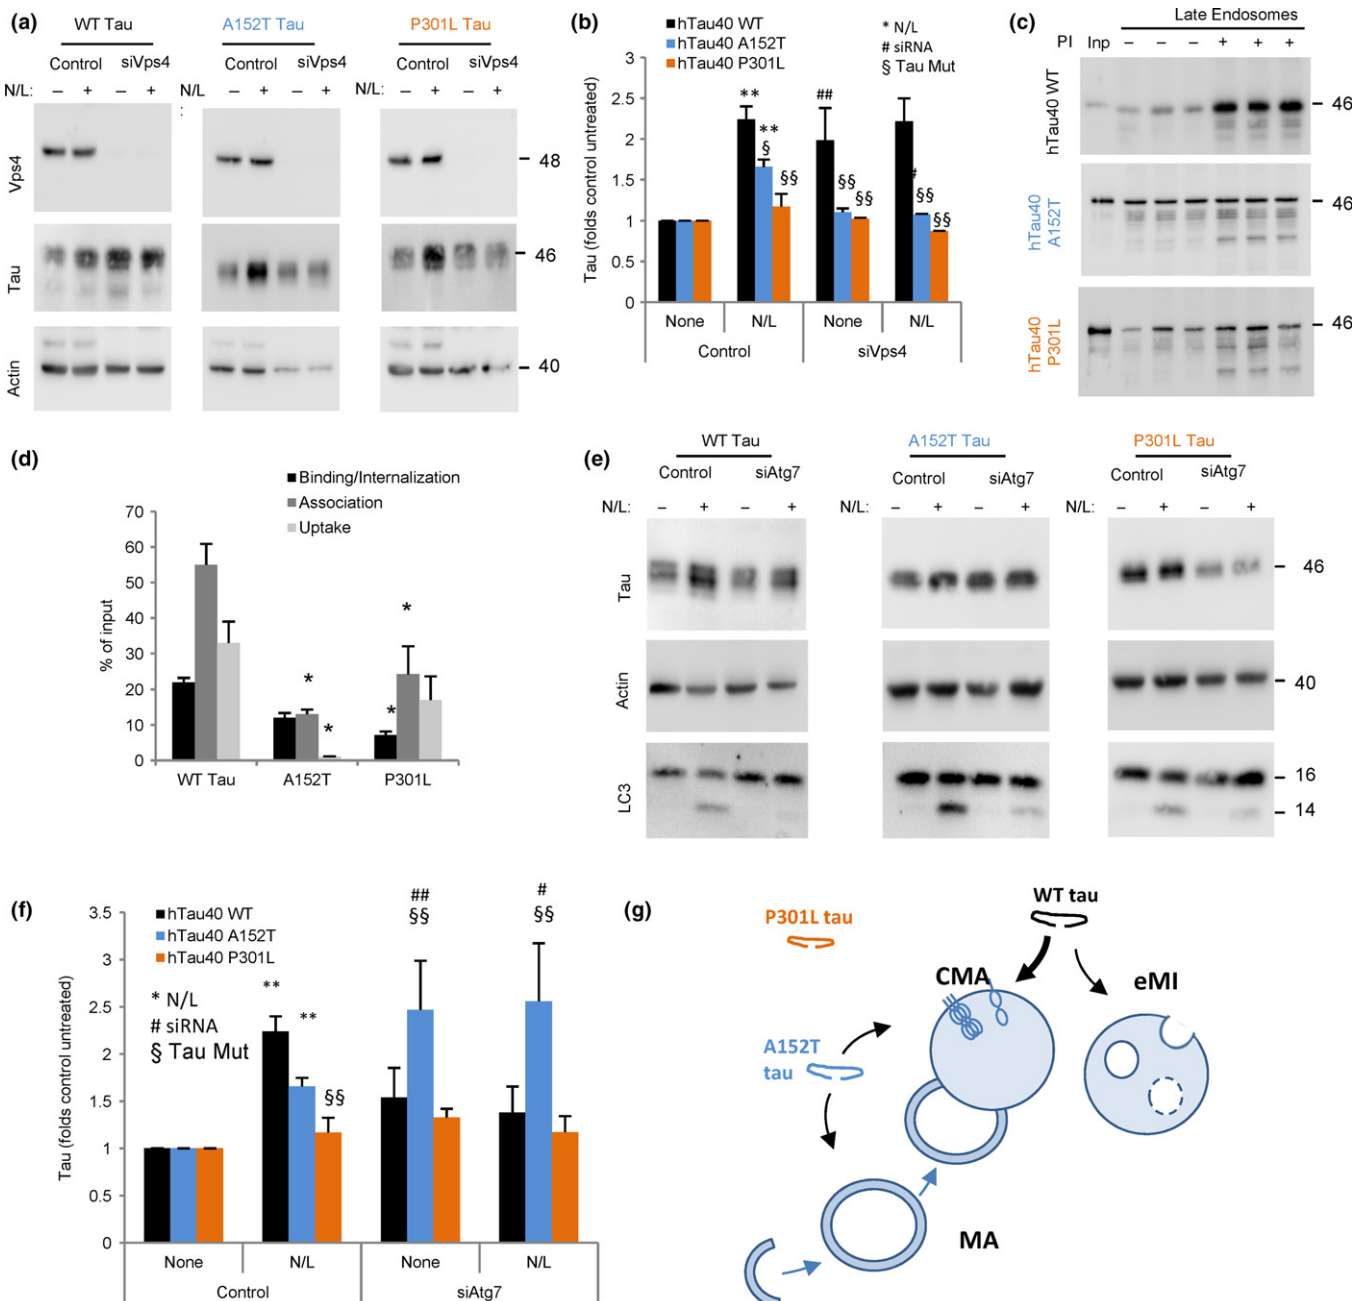 (a)
WT Tau
A152T Tau
P301L Tau
Control siVps4
Control siVps4
Control siVps4
N/L: – + – +
N/L – + – +
:
N/L: – + – +
Vps4
48
Tau
46
Actin
40
(b)
hTau40 WT
hTau40 A152T
hTau40 P301L
* N/L
# siRNA
§ Tau Mut
Tau (folds control untreated)
3
2.5
2
1.5
1
0.5
0
**
**
§
§§
##
§§
§§
#
§§
§§
None N/L None N/L
Control siVps4
(c)
Late Endosomes
PI Inp – – – + + +
hTau40 WT
46
hTau40
A152T
46
hTau40
P301L
46
(d)
Binding/Internalization
Association
Uptake
% of input
70
60
50
40
30
20
10
0
*
*
*
*
WT Tau A152T P301L
(e)
WT Tau
A152T Tau
P301L Tau
Control siAtg7
Control siAtg7
Control siAtg7
N/L: – + – +
N/L: – + – +
N/L: – + – +
Tau
46
Actin
40
LC3
16
14
(f)
hTau40 WT
hTau40 A152T
hTau40 P301L
* N/L
# siRNA
§ Tau Mut
Tau (folds control untreated)
3.5
3
2.5
2
1.5
1
0.5
0
**
**
§§
##
§§
#
§§
None N/L None N/L
Control siAtg7
(g)
P301L tau
WT tau
CMA
eMI
A152T
tau
MA